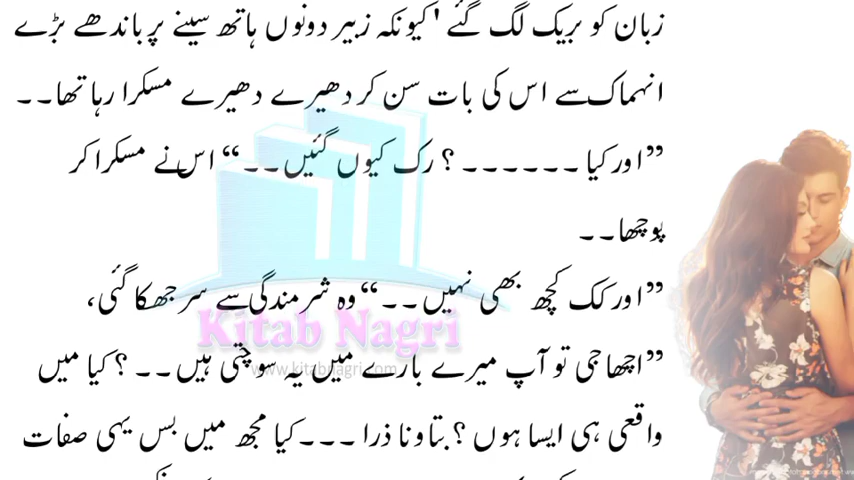 زبان کو بریک لگ گئے ' کیونکہ زبیر دونوں ہاتھ سینے پر باندھے بڑے
انہماک سے اس کی بات سن کر دھیرے دھیرے مسکرا رہا تھا۔۔
”اور کیا ۔۔۔۔۔۔ ؟ رک کیوں گئیں۔۔“ اس نے مسکرا کر
پوچھا۔۔
”اور کک کچھ بھی نہیں۔۔“ وہ شرمندگی سے سر جھکا گئی،
Kitab Nagri
”اچھا جی تو آپ میرے بارے میں یہ سوچتی ہیں۔۔ ؟ کیا میں
www.kitabnagri.com
واقعی ہی ایسا ہوں ؟ بتاونا ذرا ۔۔۔ کیا مجھ میں بس یہی صفات